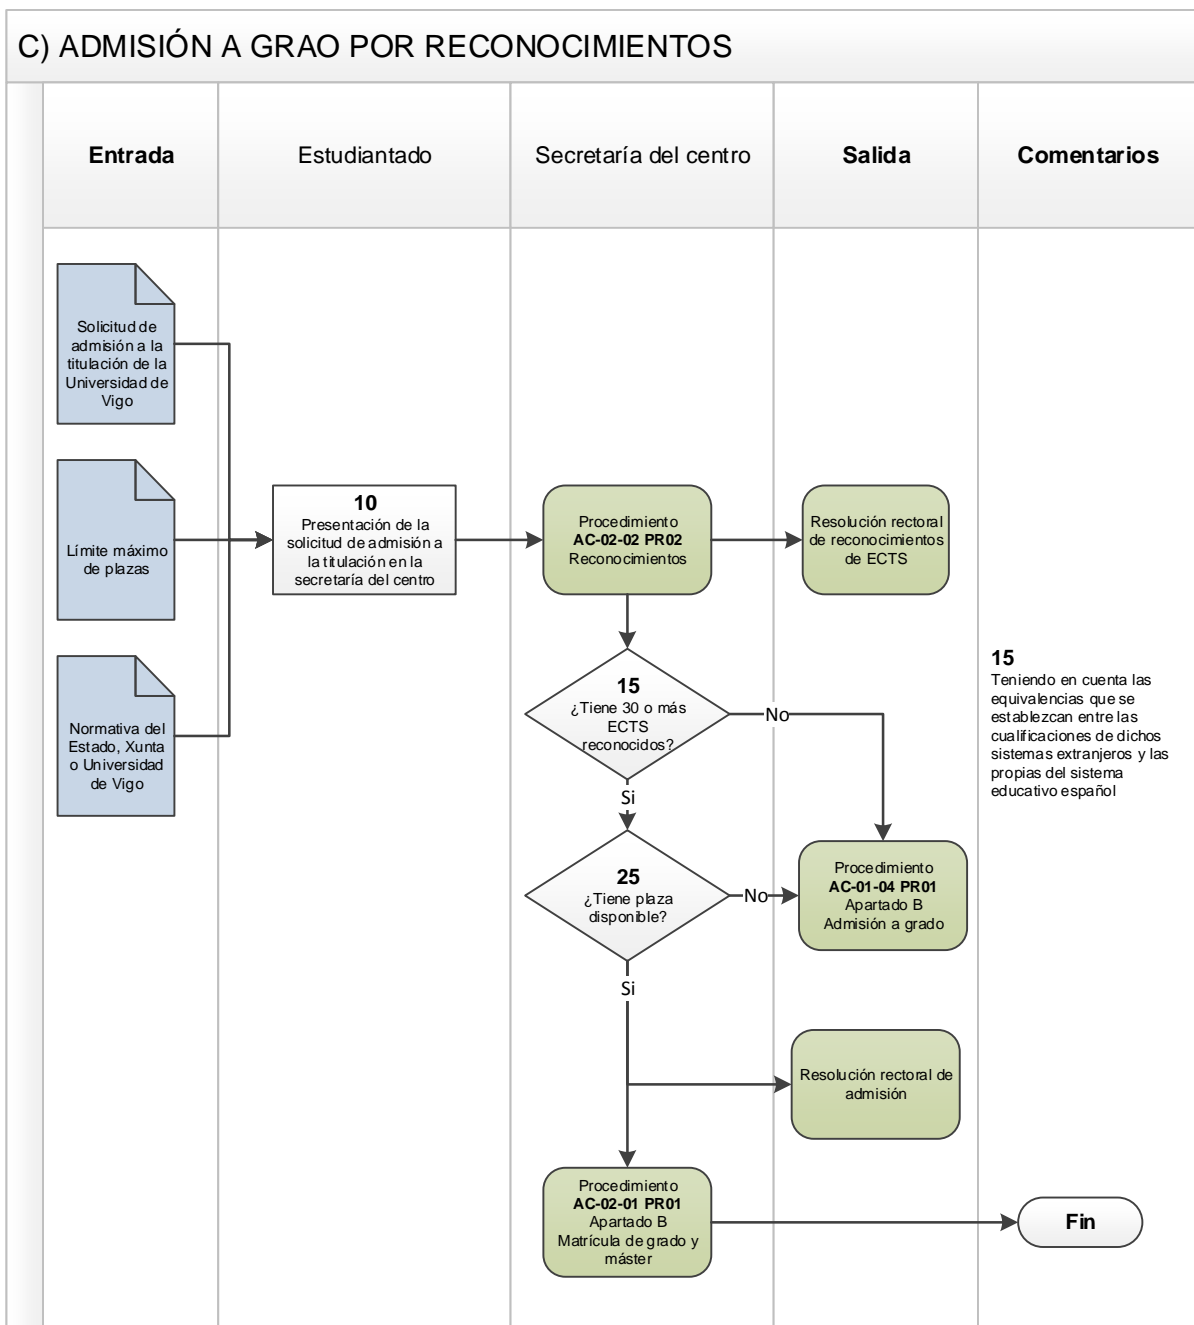 C) ADMISIÓN A GRAO POR RECONOCIMIENTOS
Entrada
Estudiantado
Secretaría del centro
Salida
Comentarios
Solicitud de
admisión a la
titulación de la
Universidad de
Vigo
Límite máximo
de plazas
Normativa del
Estado, Xunta
o Universidad
de Vigo
10
Presentación de la
solicitud de admisión a
la titulación en la
secretaría del centro
Procedimiento
AC-02-02 PR02
Reconocimientos
Resolución rectoral
de reconocimientos
de ECTS
15
¿Tiene 30 o más
ECTS
reconocidos?
No
Si
15
Teniendo en cuenta las
equivalencias que se
establezcan entre las
cualificaciones de dichos
sistemas extranjeros y las
propias del sistema
educativo español
25
¿Tiene plaza
disponible?
No
Si
Procedimiento
AC-01-04 PR01
Apartado B
Admisión a grado
Resolución rectoral de
admisión
Procedimiento
AC-02-01 PR01
Apartado B
Matrícula de grado y
máster
Fin